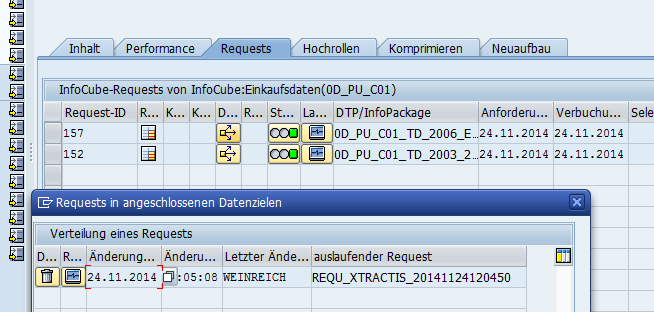 Inhalt Performance Requests Hochrollen Komprimieren Neuaufbau
InfoCube-Requests von InfoCube:Einkaufsdaten(0D_PU_C01)
Request-ID R... K... K... D... R... St... La... DTP/InfoPackage Anforderu... Verbuchu... Sele
157 0D_PU_C01_TD_2006_E... 24.11.2014 24.11.2014
152 0D_PU_C01_TD_2003_2... 24.11.2014 24.11.2014
Requests in angeschlossenen Datenzielen
Verteilung eines Requests
D... R... Änderung... Änderu... Letzter Ände... auslaufender Request
24.11.2014 :05:08 WEINREICH REQU_XTRACTIS_20141124120450